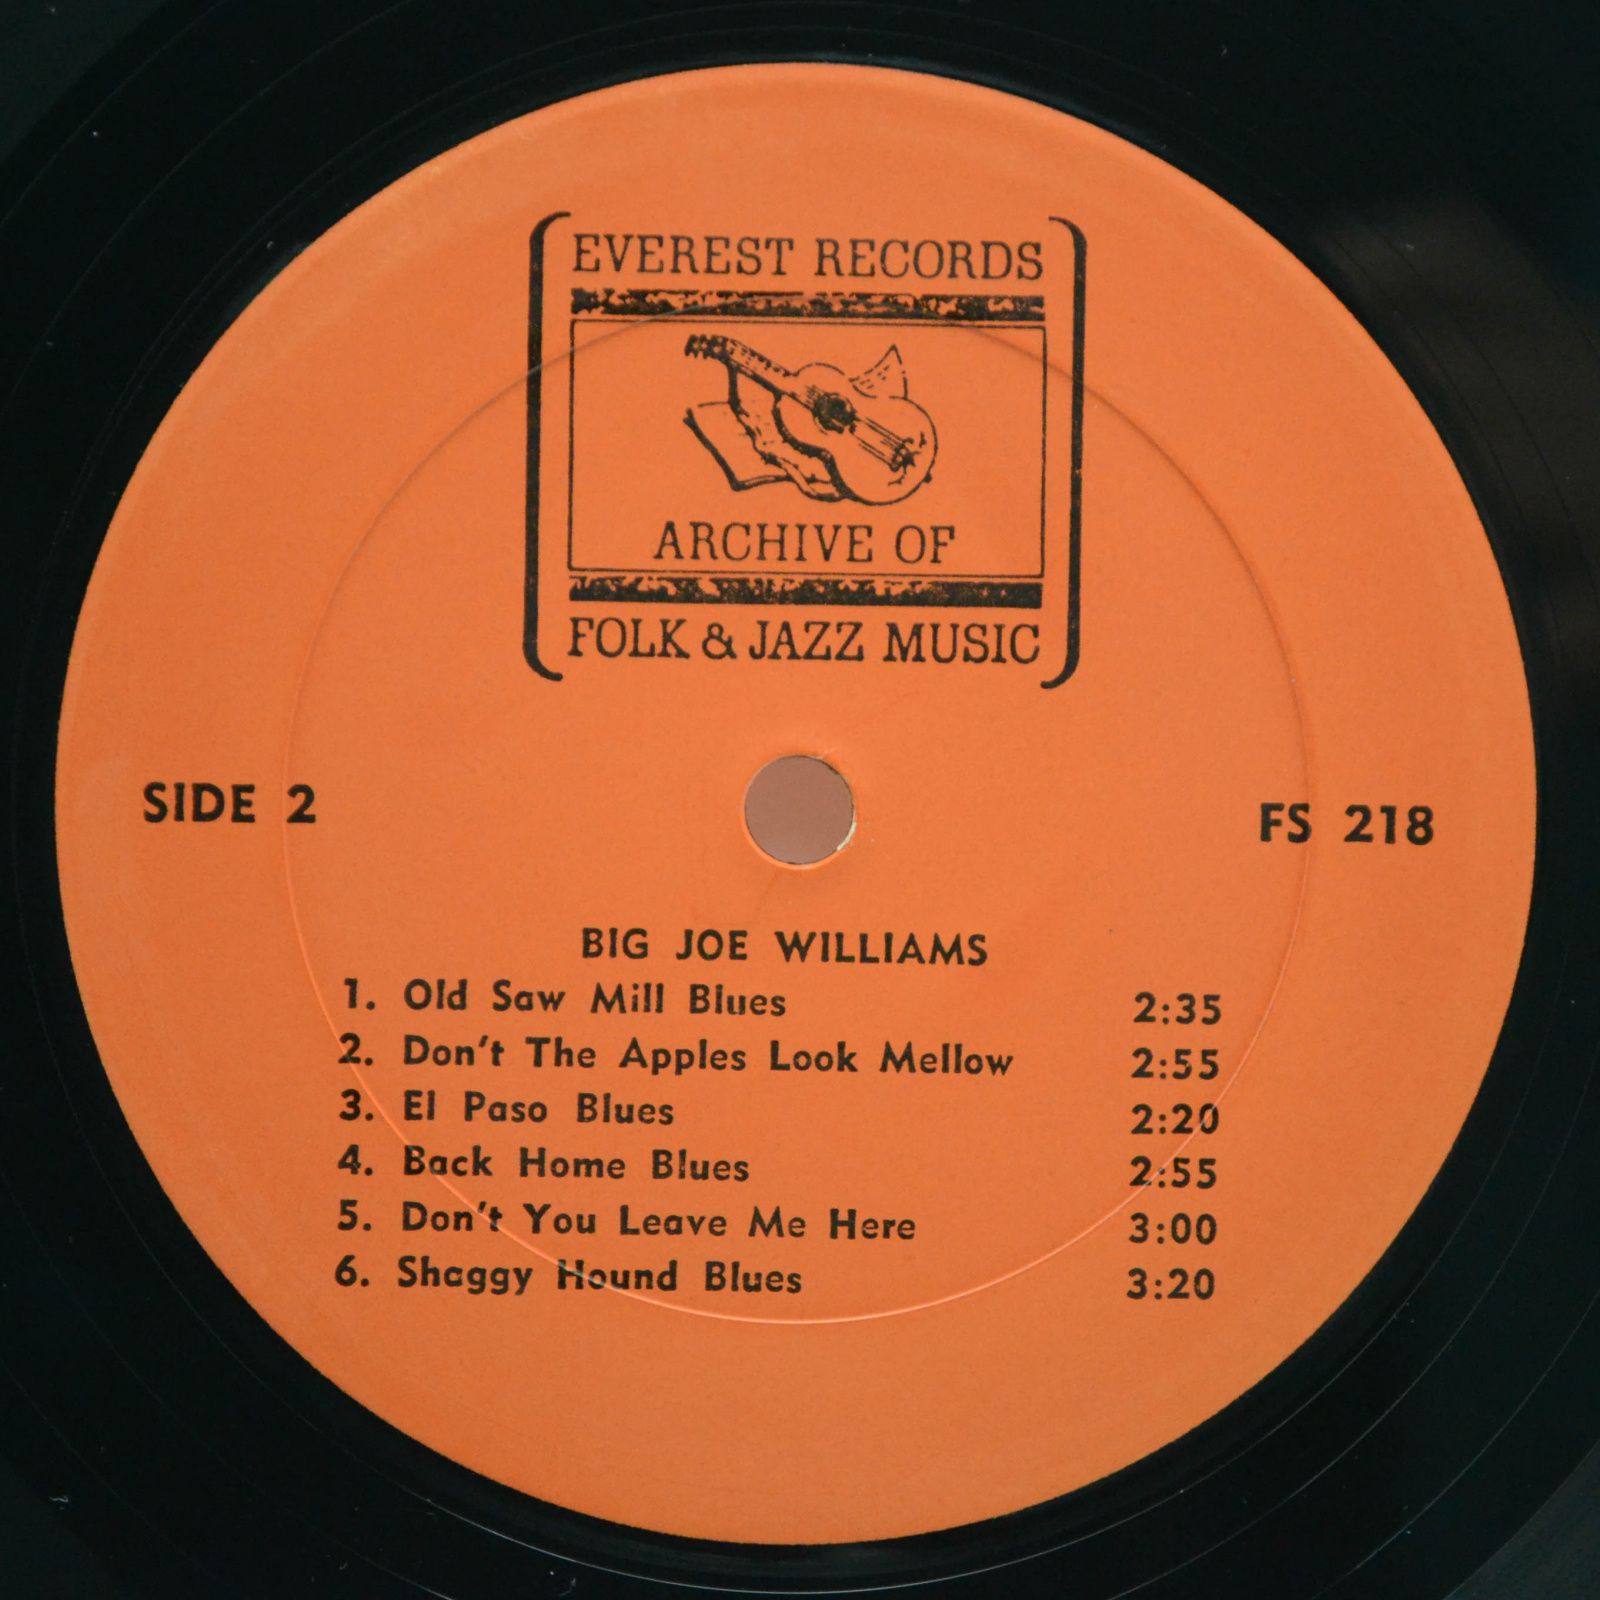 EVEREST RECORDS
ARCHIVE OF
FOLK & JAZZ MUSIC
SIDE 2
FS 218
BIG JOE WILLIAMS
1. Old Saw Mill Blues 2:35
2. Don't The Apples Look Mellow 2:55
3. El Paso Blues 2:20
4. Back Home Blues 2:55
5. Don't You Leave Me Here 3:00
6. Shaggy Hound Blues 3:20